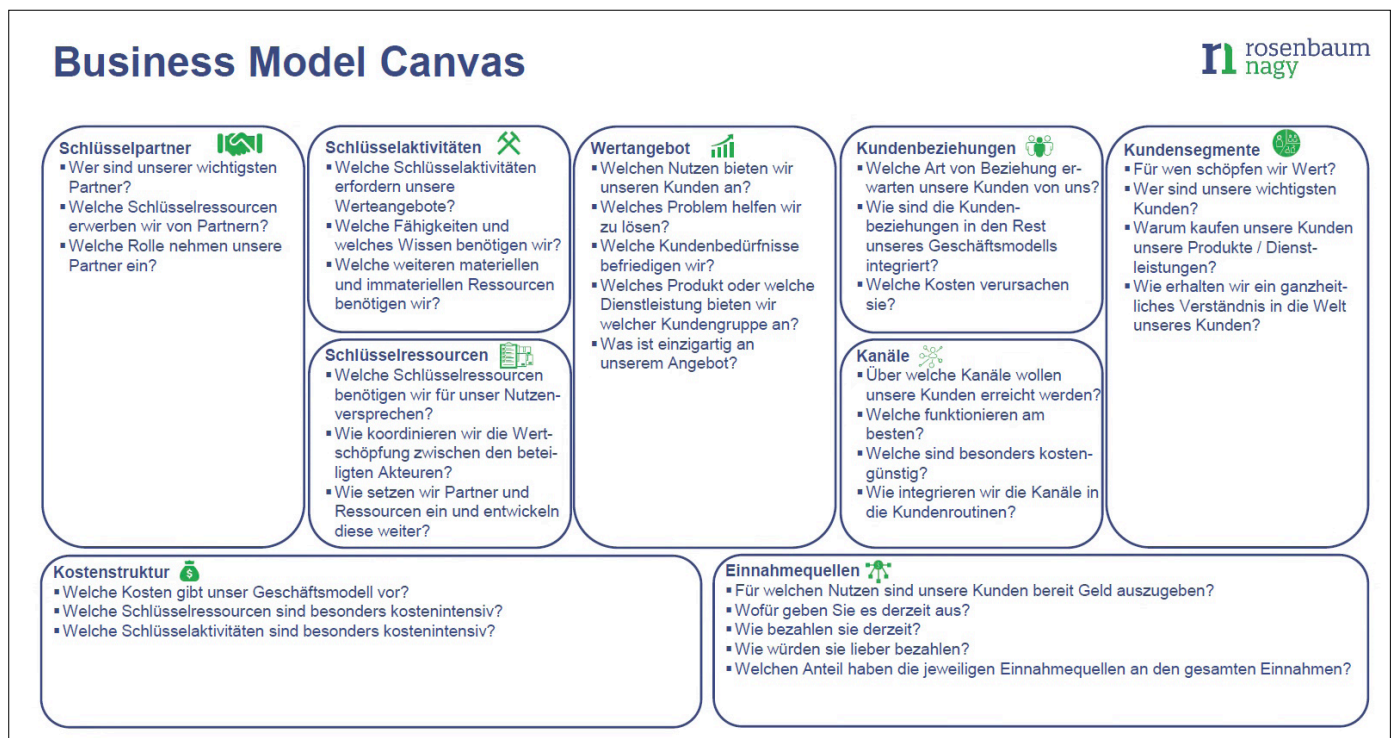 Business Model Canvas
rosenbaum
nagy
Schlüsselpartner
▪ Wer sind unserer wichtigsten
Partner?
▪ Welche Schlüsselressourcen
erwerben wir von Partnern?
▪ Welche Rolle nehmen unsere
Partner ein?
Schlüsselaktivitäten
▪ Welche Schlüsselaktivitäten
erfordern unsere
Werteangebote?
▪ Welche Fähigkeiten und
welches Wissen benötigen wir?
▪ Welche weiteren materiellen
und immateriellen Ressourcen
benötigen wir?
Schlüsselressourcen
▪ Welche Schlüsselressourcen
benötigen wir für unser Nutzen-
versprechen?
▪ Wie koordinieren wir die Wert-
schöpfung zwischen den betei-
ligten Akteuren?
▪ Wie setzen wir Partner und
Ressourcen ein und entwickeln
diese weiter?
Wertangebot
▪ Welchen Nutzen bieten wir
unseren Kunden an?
▪ Welches Problem helfen wir
zu lösen?
▪ Welche Kundenbedürfnisse
befriedigen wir?
▪ Welches Produkt oder welche
Dienstleistung bieten wir
welcher Kundengruppe an?
▪ Was ist einzigartig an
unserem Angebot?
Kundenbeziehungen
▪ Welche Art von Beziehung er-
warten unsere Kunden von uns?
▪ Wie sind die Kunden-
beziehungen in den Rest
unseres Geschäftsmodells
integriert?
▪ Welche Kosten verursachen
sie?
Kanäle
▪ Über welche Kanäle wollen
unsere Kunden erreicht werden?
▪ Welche funktionieren am
besten?
▪ Welche sind besonders kosten-
günstig?
▪ Wie integrieren wir die Kanäle in
die Kundenroutinen?
Kundensegmente
▪ Für wen schöpfen wir Wert?
▪ Wer sind unsere wichtigsten
Kunden?
▪ Warum kaufen unsere Kunden
unsere Produkte / Dienst-
leistungen?
▪ Wie erhalten wir ein ganzheit-
liches Verständnis in die Welt
unseres Kunden?
Kostenstruktur
▪ Welche Kosten gibt unser Geschäftsmodell vor?
▪ Welche Schlüsselressourcen sind besonders kostenintensiv?
▪ Welche Schlüsselaktivitäten sind besonders kostenintensiv?
Einnahmequellen
▪ Für welchen Nutzen sind unsere Kunden bereit Geld auszugeben?
▪ Wofür geben Sie es derzeit aus?
▪ Wie bezahlen sie derzeit?
▪ Wie würden sie lieber bezahlen?
▪ Welchen Anteil haben die jeweiligen Einnahmequellen an den gesamten Einnahmen?